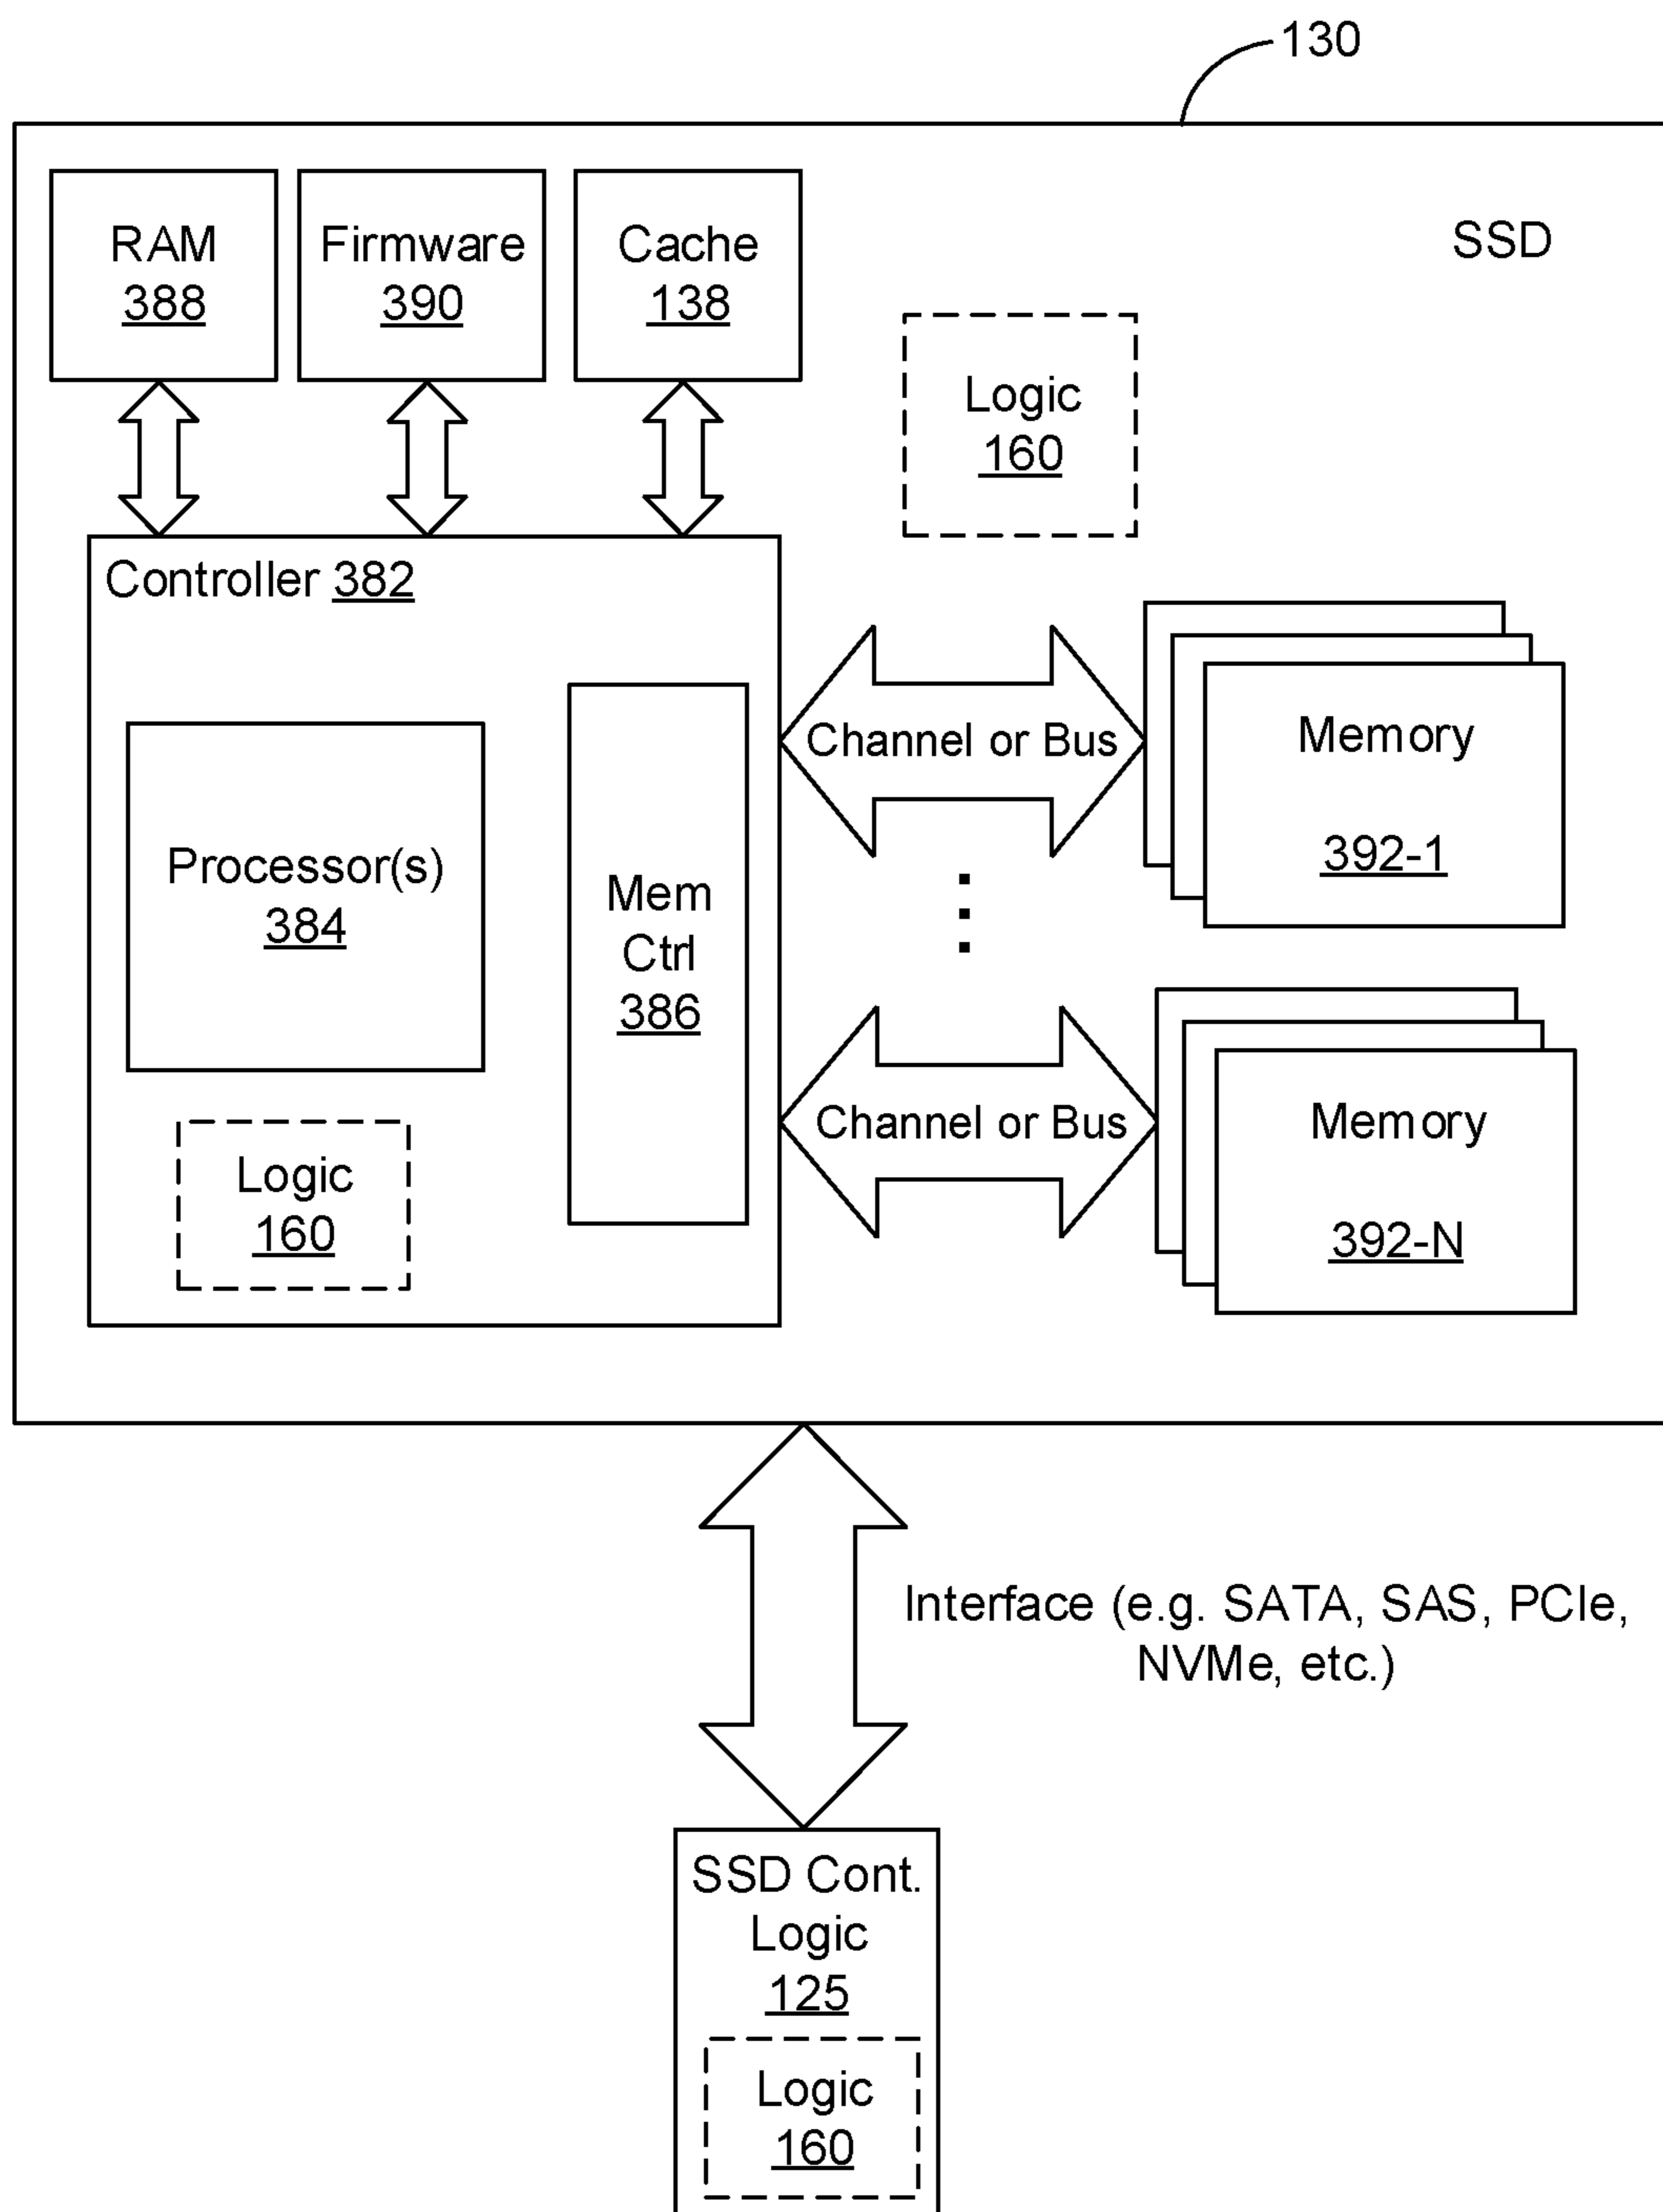 130
RAM
388
Firmware
390
Cache
138
SSD
Logic
160
Controller 382
Processor(s)
384
Mem
Ctrl
386
Logic
160
Channel or Bus
Memory
392-1
Channel or Bus
Memory
392-N
Interface (e.g. SATA, SAS, PCIe,
NVMe, etc.)
SSD Cont.
Logic
125
Logic
160